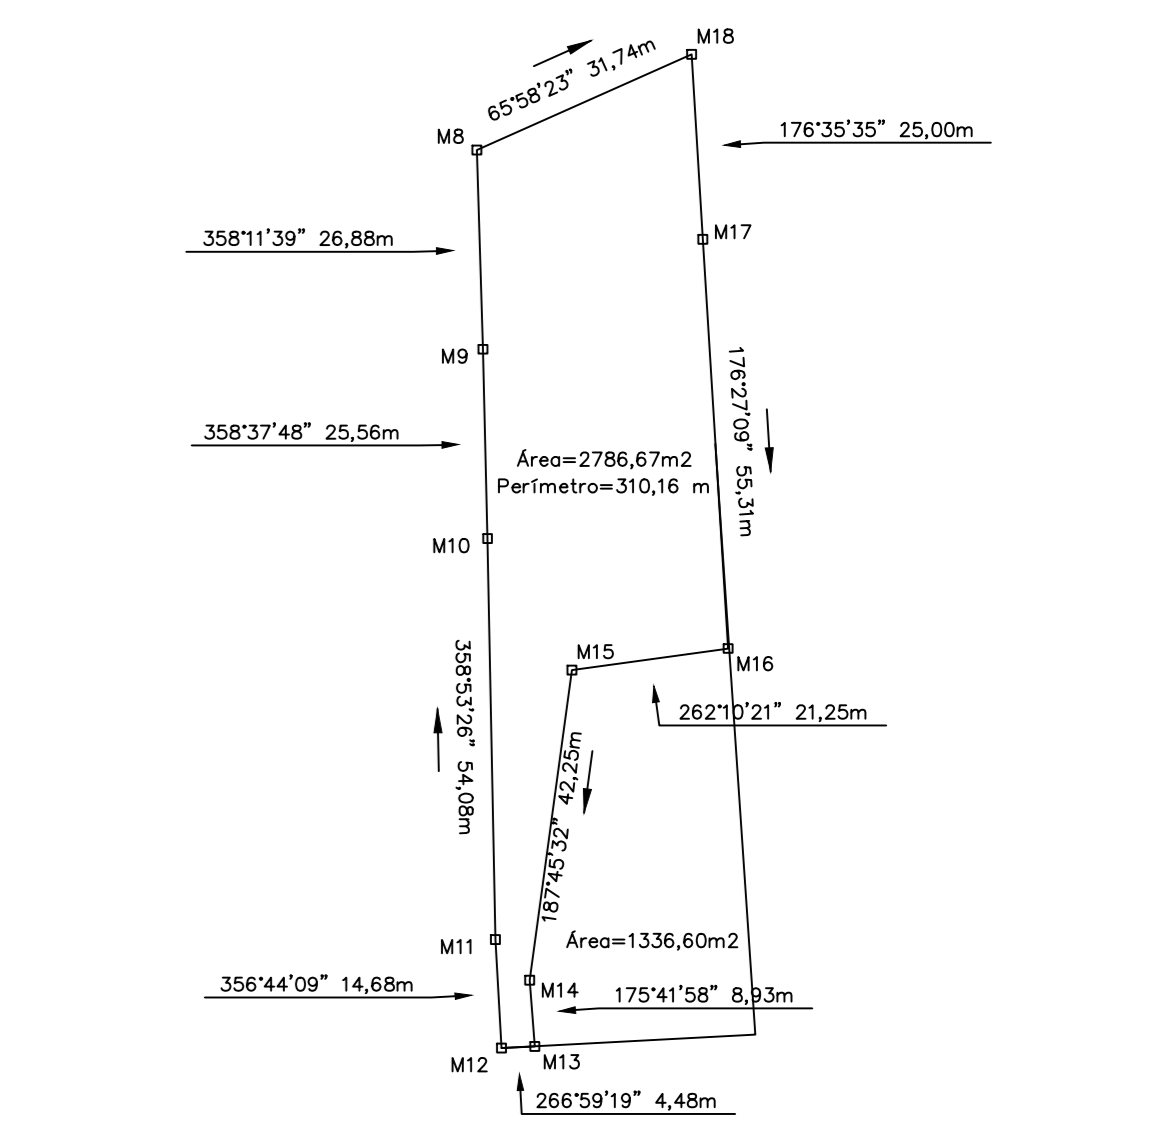 M18
65°58’23” 31,74m
M8
176°35’35” 25,00m
358°11’39” 26,88m
M17
M9
176°27’09” 55,31m
358°37’48” 25,56m
Área=2786,67m2
Perímetro=310,16 m
M10
M15
M16
358°53’26” 54,08m
262°10’21” 21,25m
187°45’32” 42,25m
M11
Área=1336,60m2
356°44’09” 14,68m
M14
175°41’58” 8,93m
M12
M13
266°59’19” 4,48m